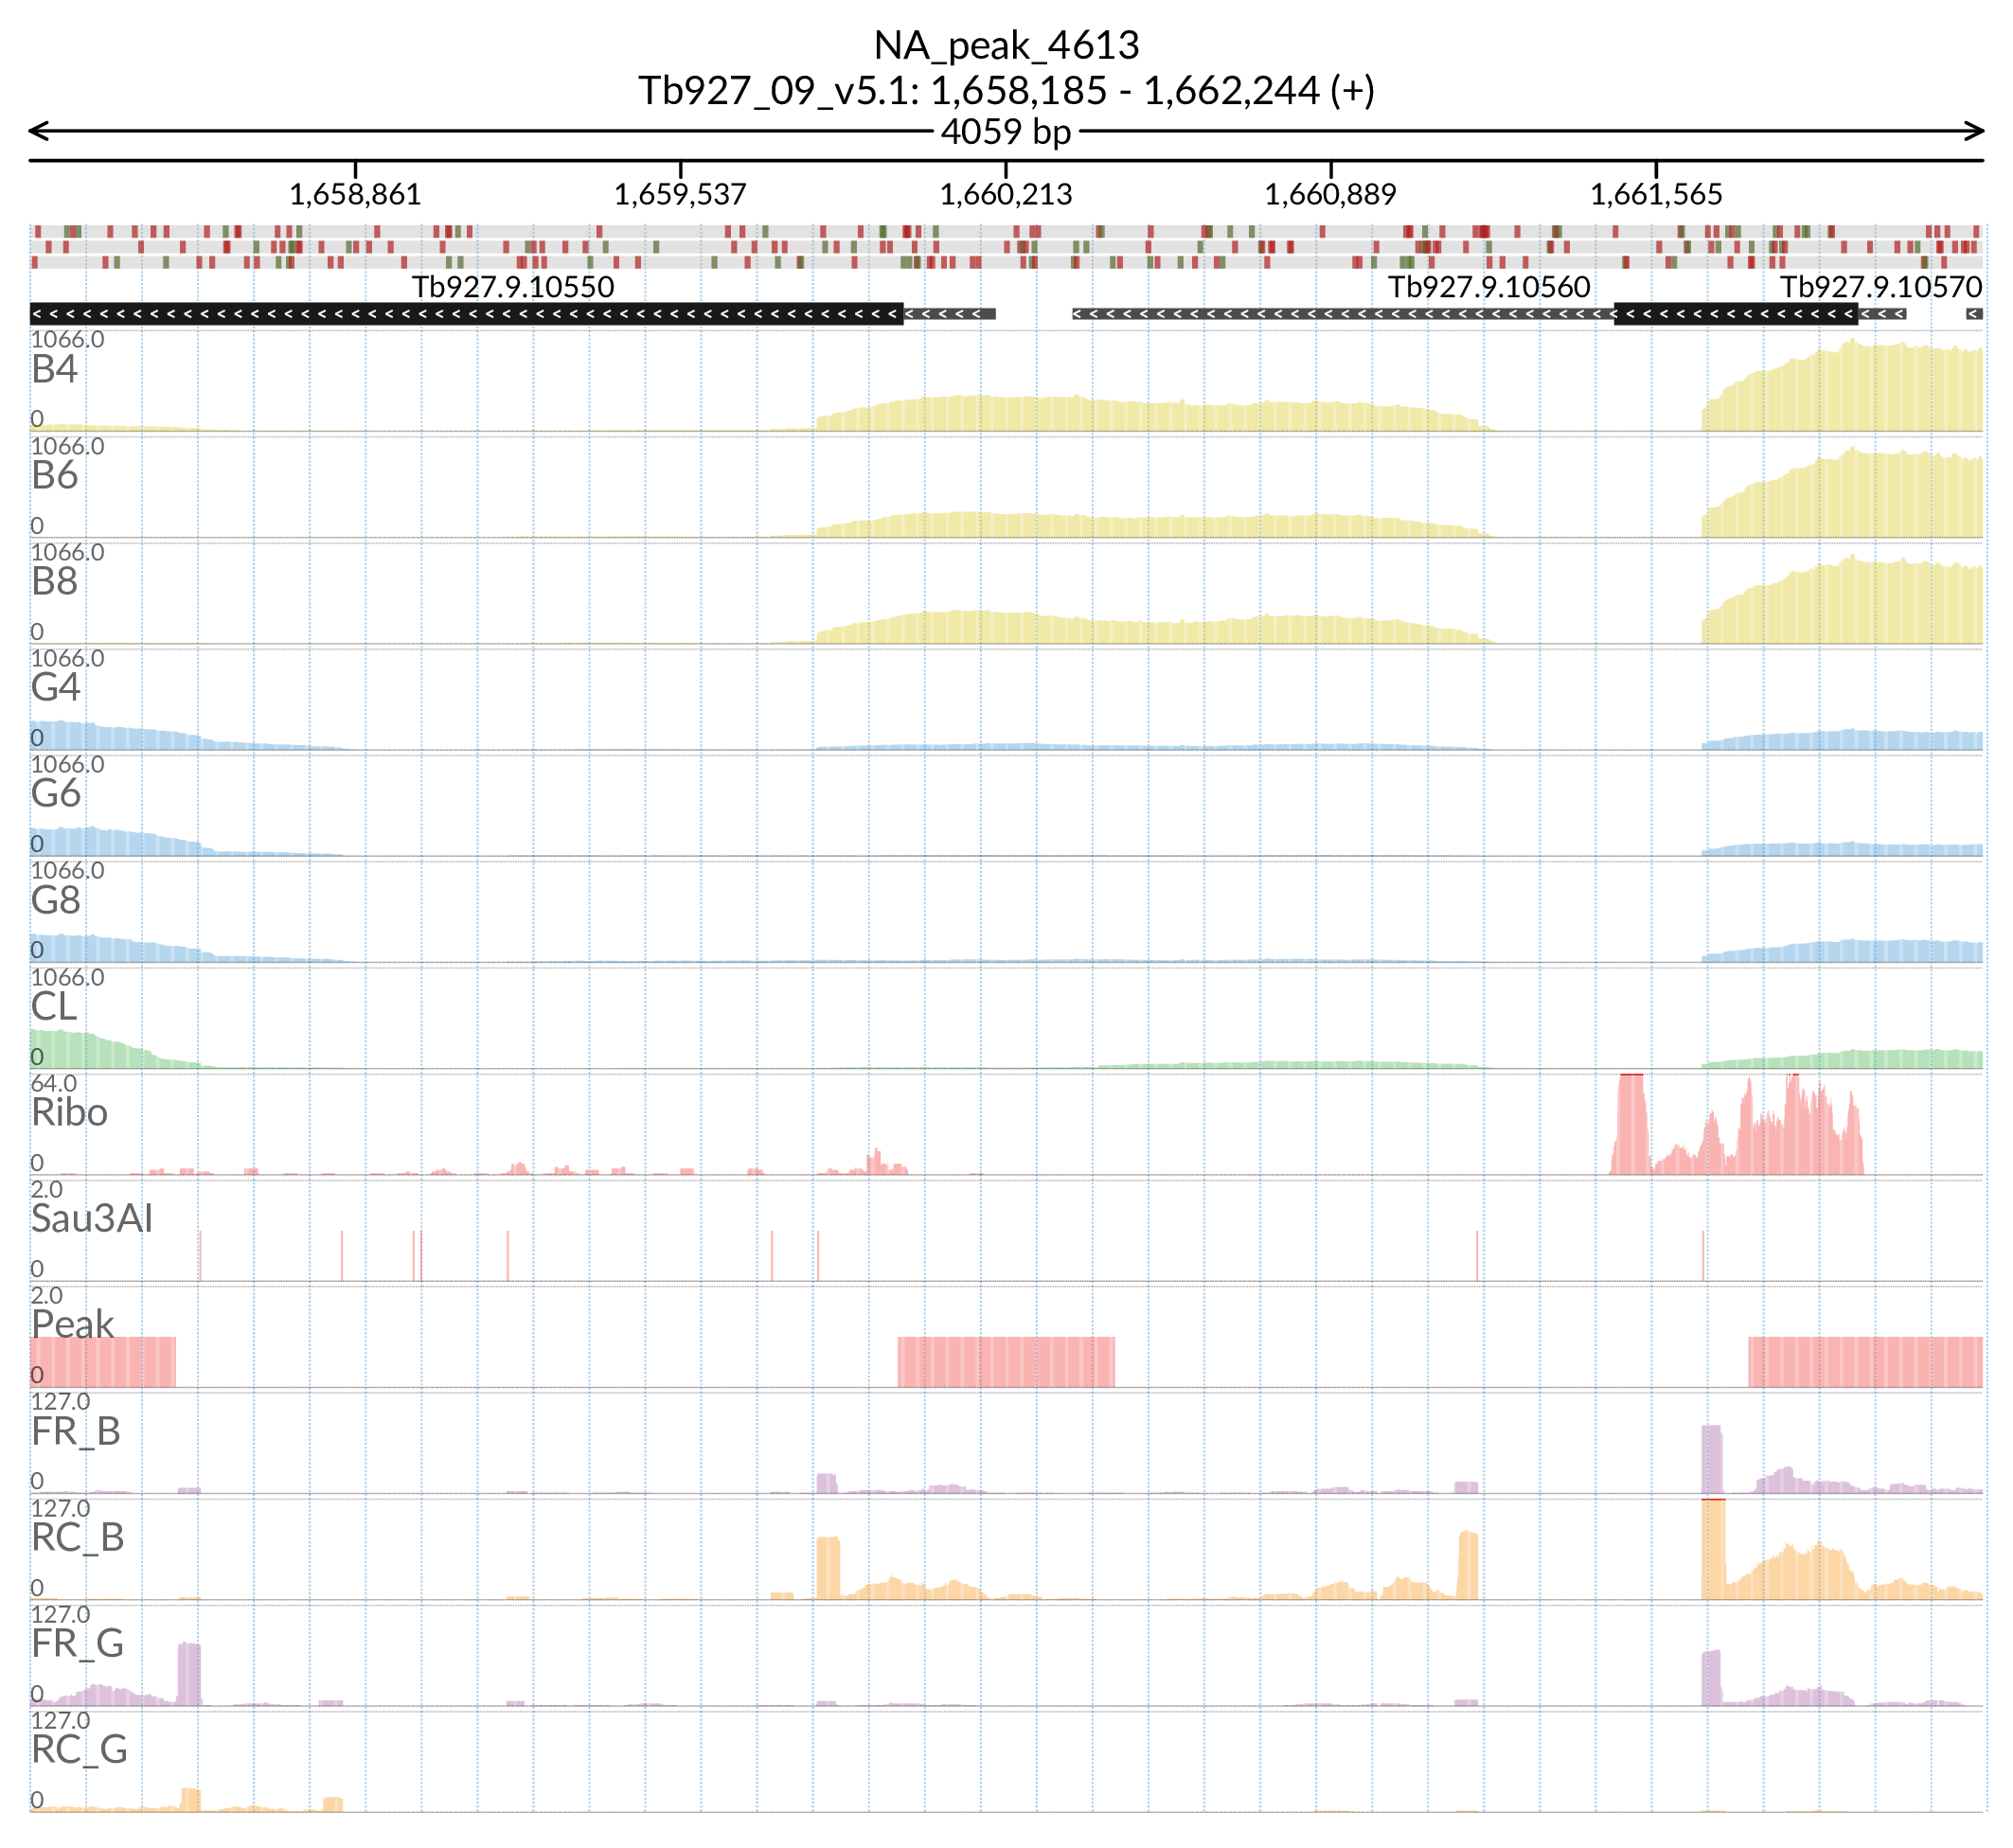 NA_peak_4613
Tb927_09_v5.1: 1,658,185 - 1,662,244 (+)
4059 bp
1,658,861 1,659,537 1,660,213 1,660,889 1,661,565
Tb927.9.10550 Tb927.9.10560 Tb927.9.10570
1066.0
B4
0
1066.0
B6
0
1066.0
B8
0
1066.0
G4
0
1066.0
G6
0
1066.0
G8
0
1066.0
CL
0
64.0
Ribo
0
2.0
Sau3AI
0
2.0
Peak
0
127.0
FR_B
0
127.0
RC_B
0
127.0
FR_G
0
127.0
RC_G
0